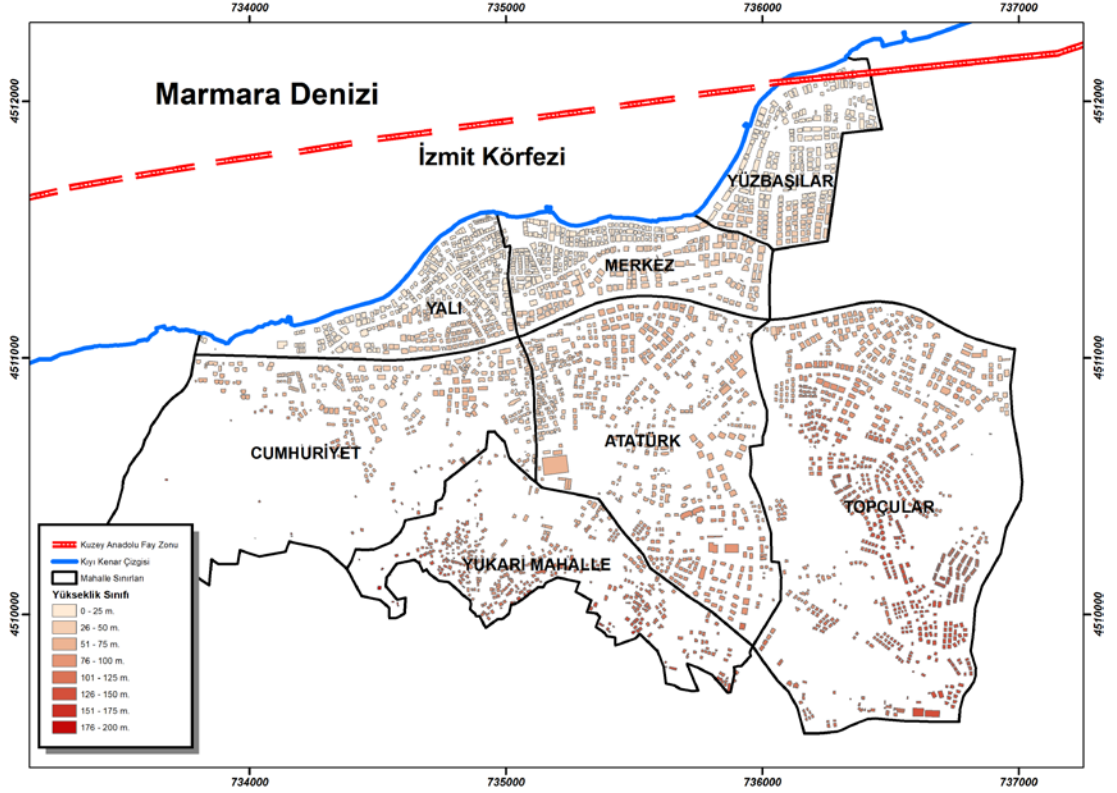 734000
735000
736000
737000
4512000
4512000
Marmara Denizi
İzmit Körfezi
YÜZBAŞILAR
MERKEZ
YALI
4511000
4511000
CUMHURİYET
ATATÜRK
TOPÇULAR
YUKARI MAHALLE
Kuzey Anadolu Fay Zonu
Kıyı Kenar Çizgisi
Mahalle Sınırları
Yükseklik Sınıfı
0 - 25 m.
26 - 50 m.
51 - 75 m.
76 - 100 m.
101 - 125 m.
126 - 150 m.
151 - 175 m.
176 - 200 m.
4510000
4510000
734000
735000
736000
737000